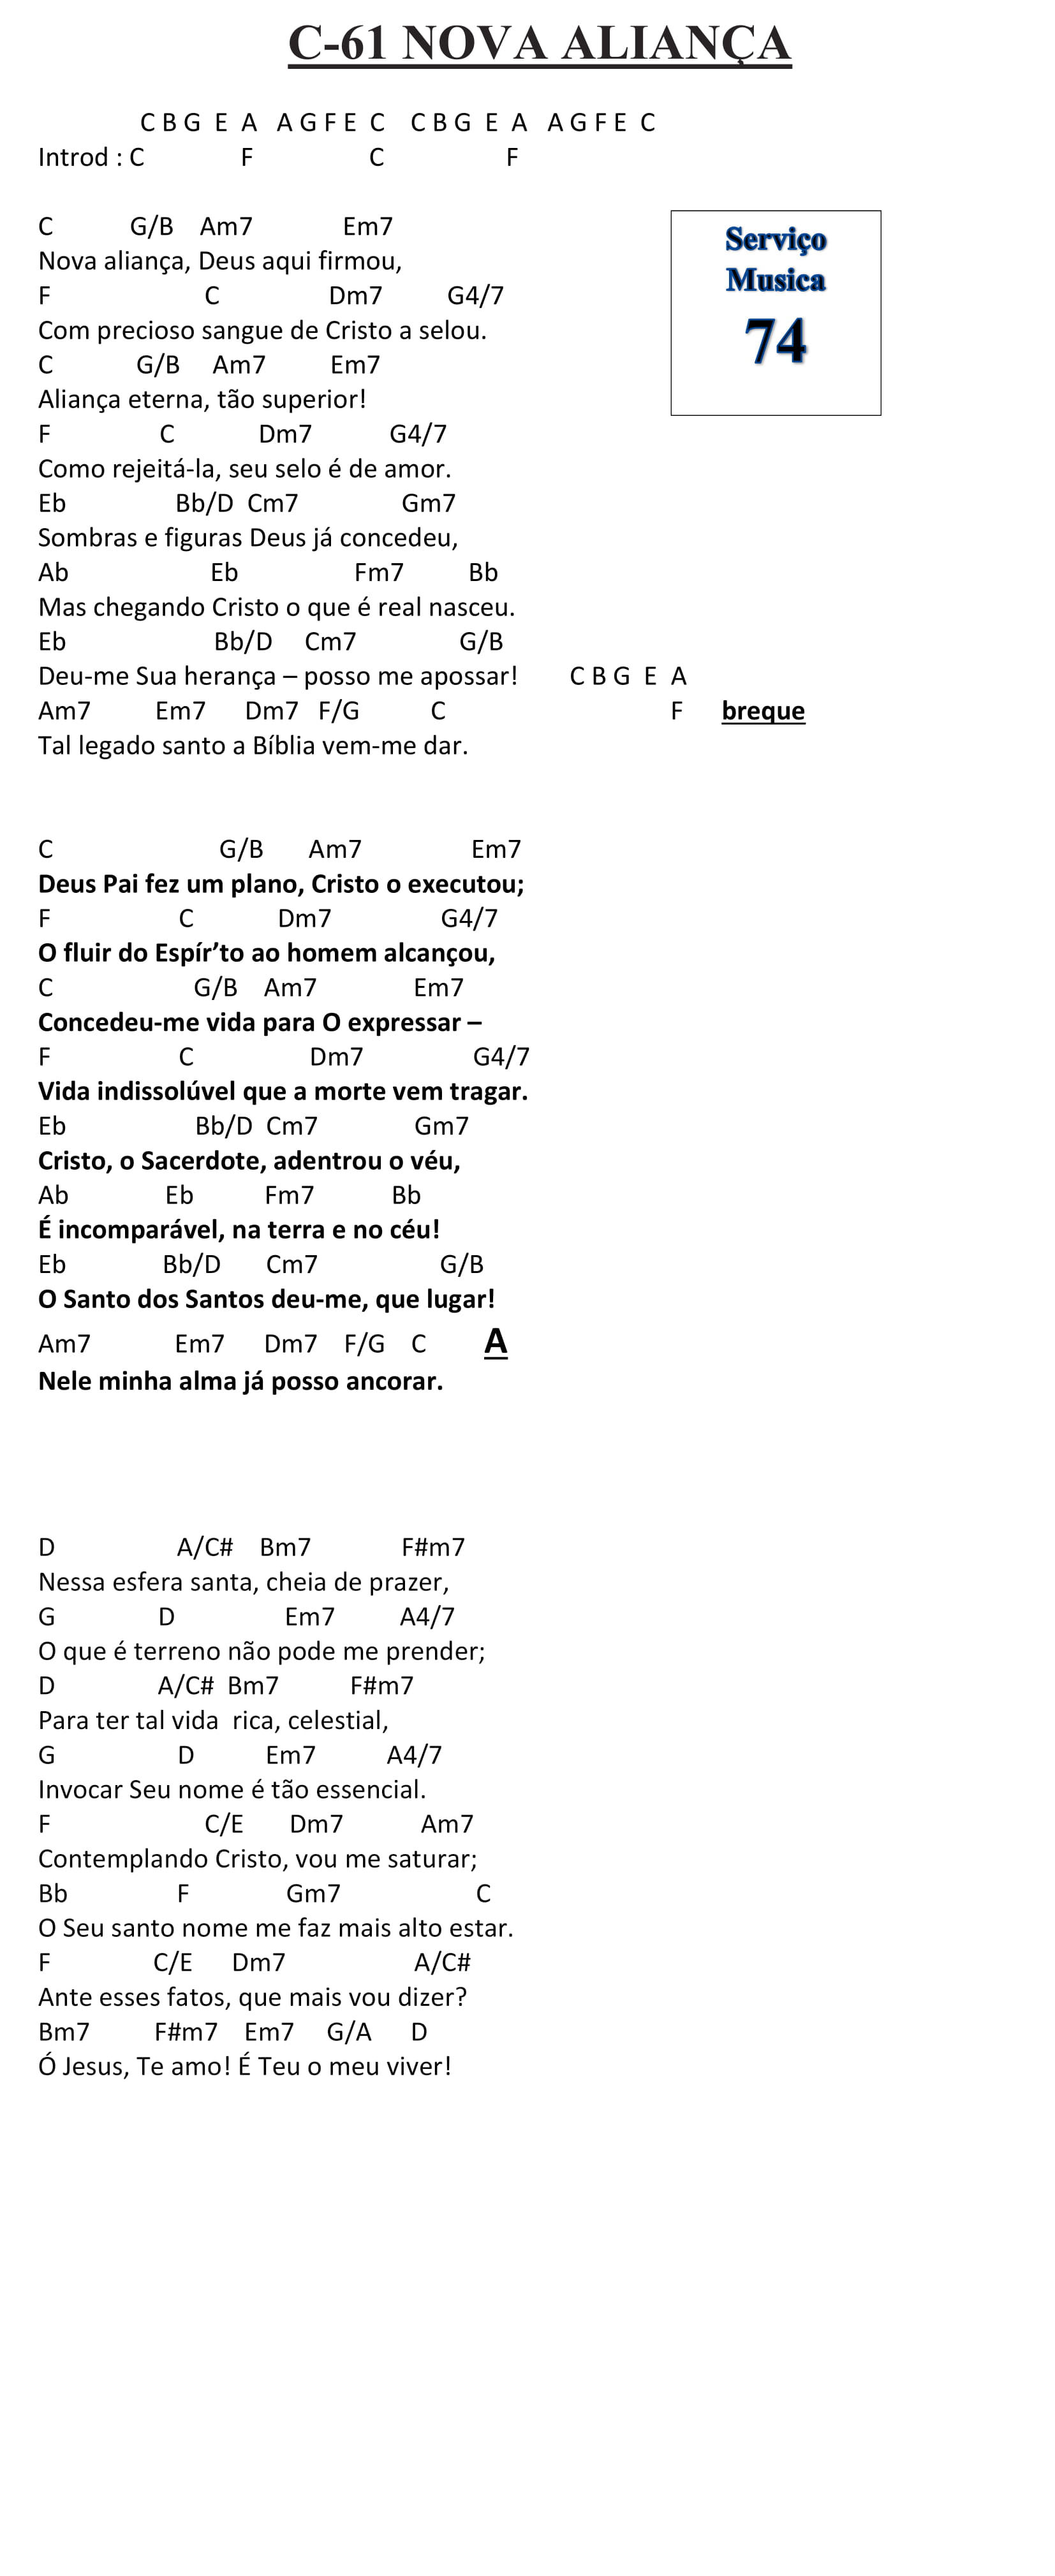 C-61 NOVA ALIANÇA
C B G E A A G F E C C B G E A A G F E C
Introd : C F C F
C G/B Am7 Em7
Nova aliança, Deus aqui firmou,
F C Dm7 G4/7
Com precioso sangue de Cristo a selou.
C G/B Am7 Em7
Aliança eterna, tão superior!
F C Dm7 G4/7
Como rejeitá-la, seu selo é de amor.
Eb Bb/D Cm7 Gm7
Sombras e figuras Deus já concedeu,
Ab Eb Fm7 Bb
Mas chegando Cristo o que é real nasceu.
Eb Bb/D Cm7 G/B
Deu-me Sua herança – posso me apossar! C B G E A
Am7 Em7 Dm7 F/G C F breque
Tal legado santo a Bíblia vem-me dar.
Serviço
Musica
74
C G/B Am7 Em7
Deus Pai fez um plano, Cristo o executou;
F C Dm7 G4/7
O fluir do Espír’to ao homem alcançou,
C G/B Am7 Em7
Concedeu-me vida para O expressar –
F C Dm7 G4/7
Vida indissolúvel que a morte vem tragar.
Eb Bb/D Cm7 Gm7
Cristo, o Sacerdote, adentrou o véu,
Ab Eb Fm7 Bb
É incomparável, na terra e no céu!
Eb Bb/D Cm7 G/B
O Santo dos Santos deu-me, que lugar!
Am7 Em7 Dm7 F/G C A
Nele minha alma já posso ancorar.
D A/C# Bm7 F#m7
Nessa esfera santa, cheia de prazer,
G D Em7 A4/7
O que é terreno não pode me prender;
D A/C# Bm7 F#m7
Para ter tal vida rica, celestial,
G D Em7 A4/7
Invocar Seu nome é tão essencial.
F C/E Dm7 Am7
Contemplando Cristo, vou me saturar;
Bb F Gm7 C
O Seu santo nome me faz mais alto estar.
F C/E Dm7 A/C#
Ante esses fatos, que mais vou dizer?
Bm7 F#m7 Em7 G/A D
Ó Jesus, Te amo! É Teu o meu viver!